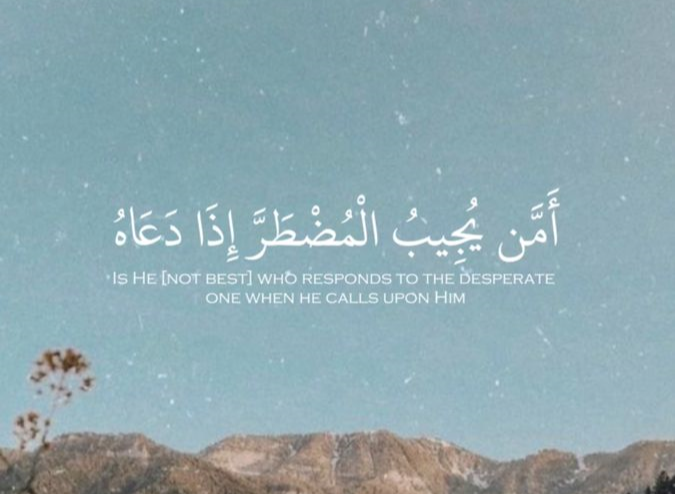 أَمَّن يُجِيبُ الْمُضْطَرَّ إِذَا دَعَاهُ
Is He [not best] who responds to the desperate
one when he calls upon Him